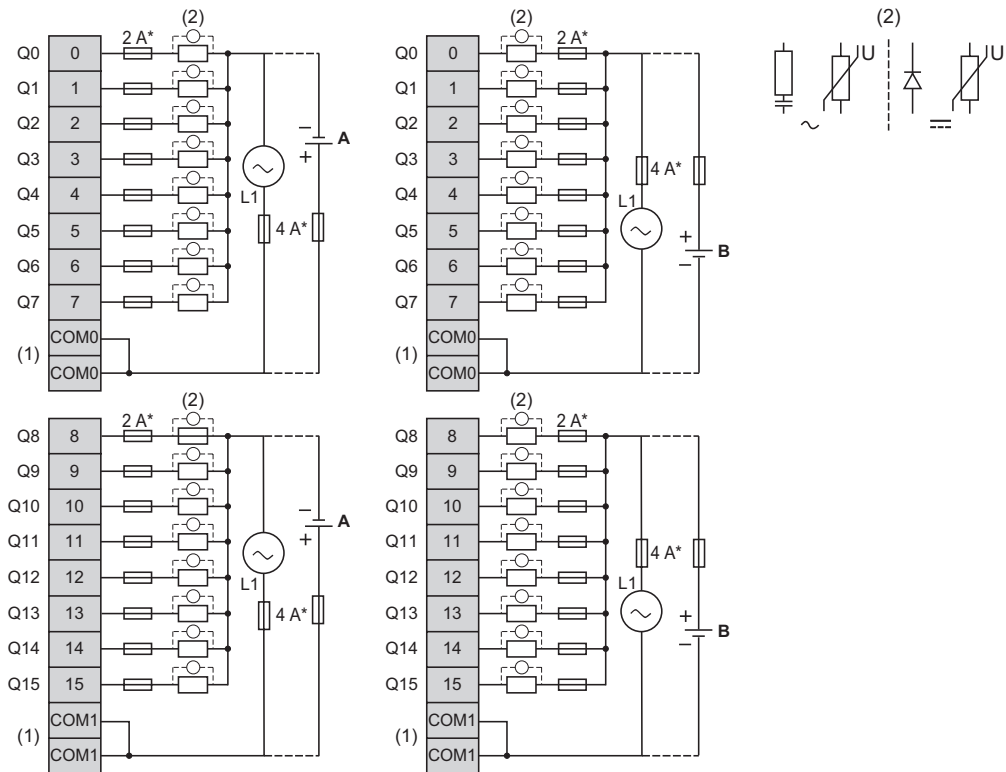 (2) (2) (2)
Q0 0 2 A* 0 2 A* U U
Q1 1 Q1 1
Q2 2 − A Q2 2
Q3 3 + Q3 3 4 A*
Q4 4 L1 Q4 4 L1
Q5 5 4 A* Q5 5 +
Q6 6 Q6 6 − B
Q7 7 Q7 7
COM0 COM0
(1) COM0 (1) COM0
(2) (2)
Q8 8 2 A* Q8 8 2 A*
Q9 9 Q9 9
Q10 10 − A Q10 10
Q11 11 + Q11 11 4 A*
Q12 12 L1 Q12 12 L1
Q13 13 4 A* Q13 13 +
Q14 14 Q14 14 − B
Q15 15 Q15 15
COM1 COM1
(1) COM1 (1) COM1